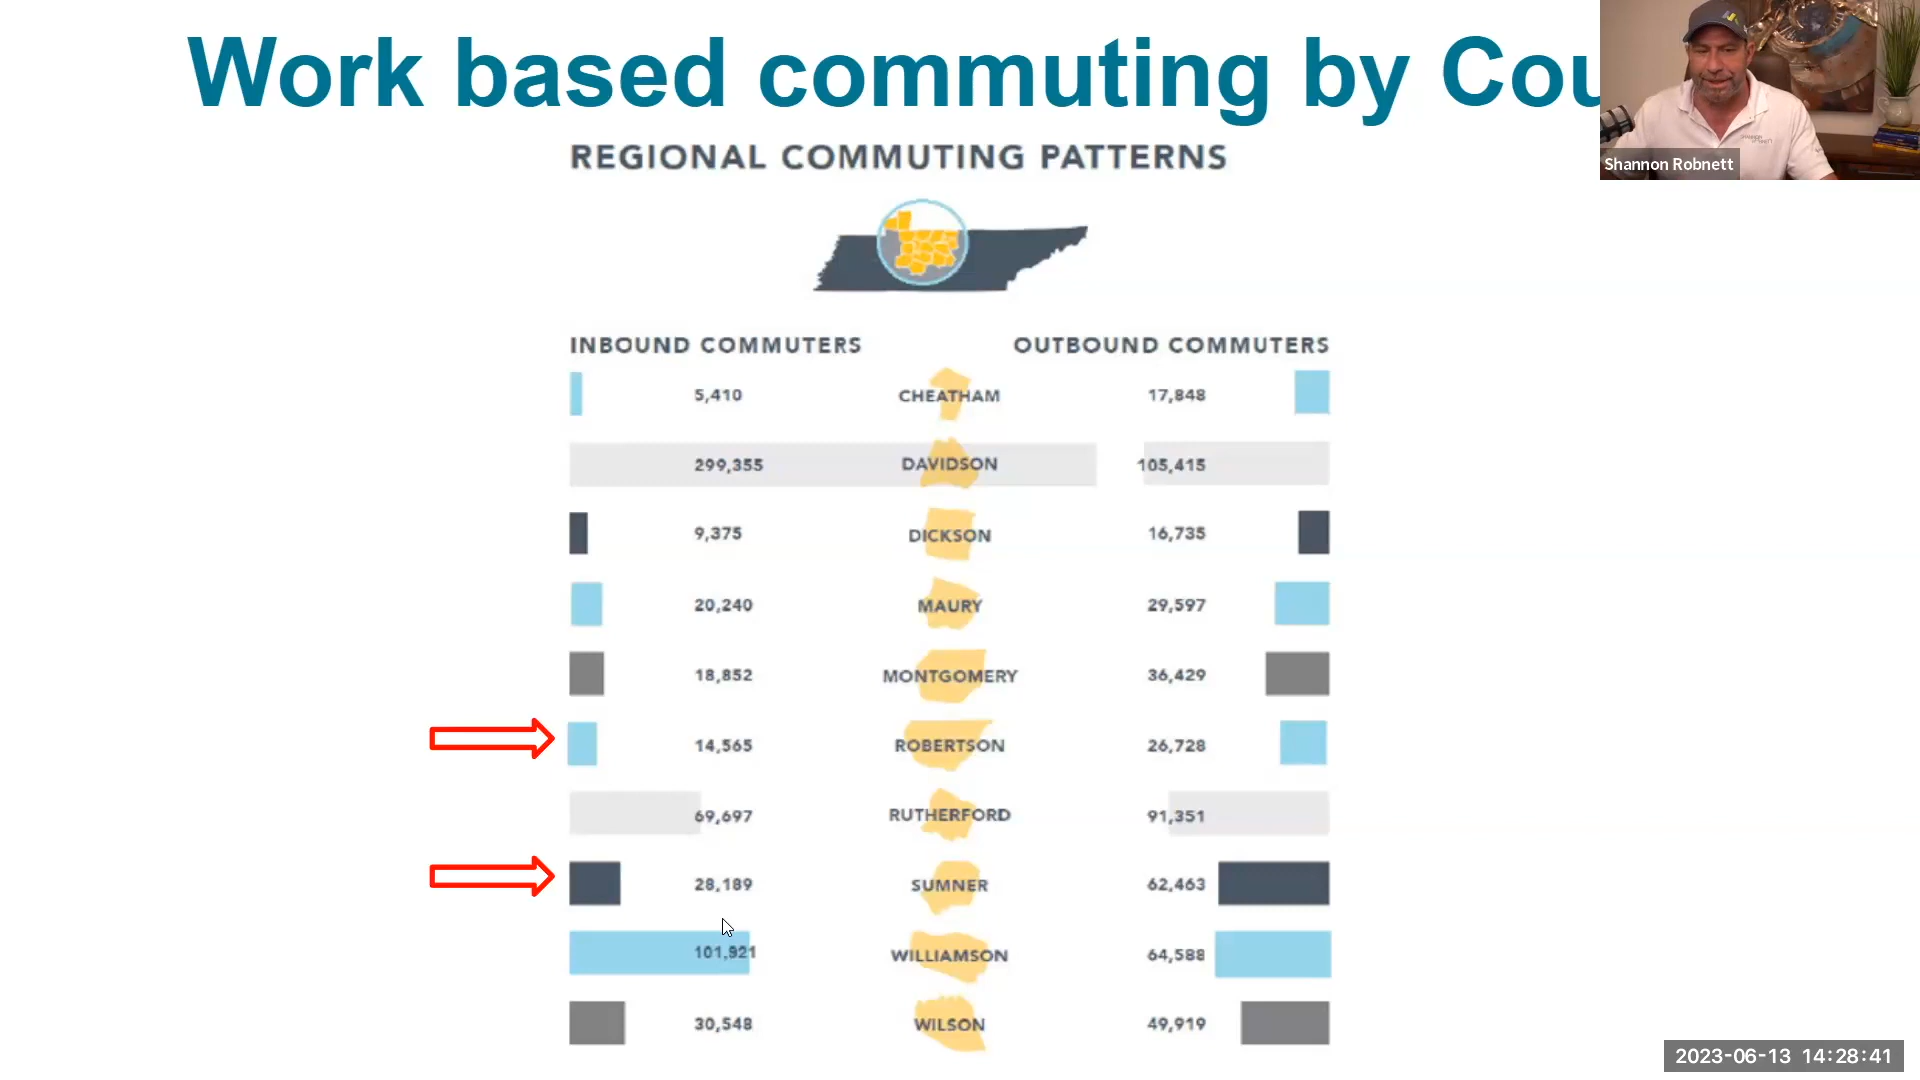 Work based commuting by Cou
Shannon Robnett
REGIONAL COMMUTING PATTERNS
INBOUND COMMUTERS OUTBOUND COMMUTERS
5,410 CHEATHAM 17,848
299,355 DAVIDSON 105,415
9,375 DICKSON 16,735
20,240 MAURY 29,597
18,852 MONTGOMERY 36,429
14,565 ROBERTSON 26,728
69,697 RUTHERFORD 91,351
28,189 SUMNER 62,463
101,921 WILLIAMSON 64,588
30,548 WILSON 49,919
2023-06-13 14:28:41